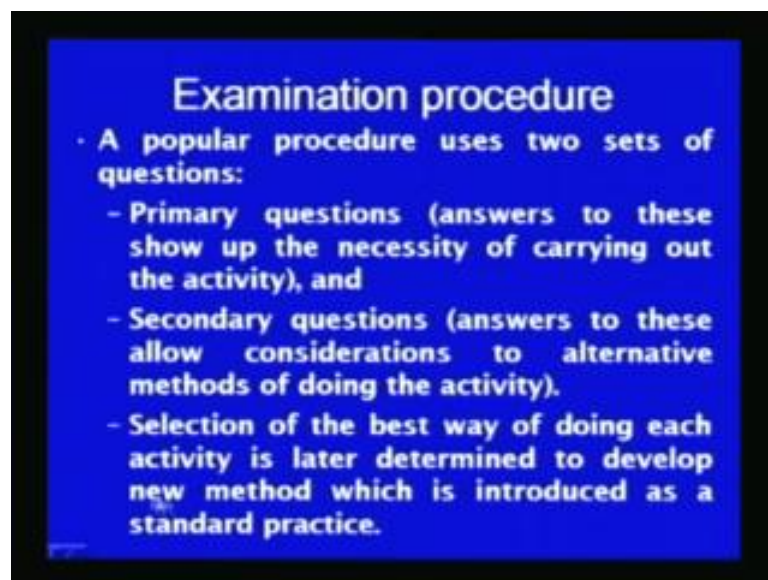 Examination procedure
· A popular procedure uses two sets of
questions:
– Primary questions (answers to these
show up the necessity of carrying out
the activity), and
– Secondary questions (answers to these
allow considerations to alternative
methods of doing the activity).
– Selection of the best way of doing each
activity is later determined to develop
new method which is introduced as a
standard practice.